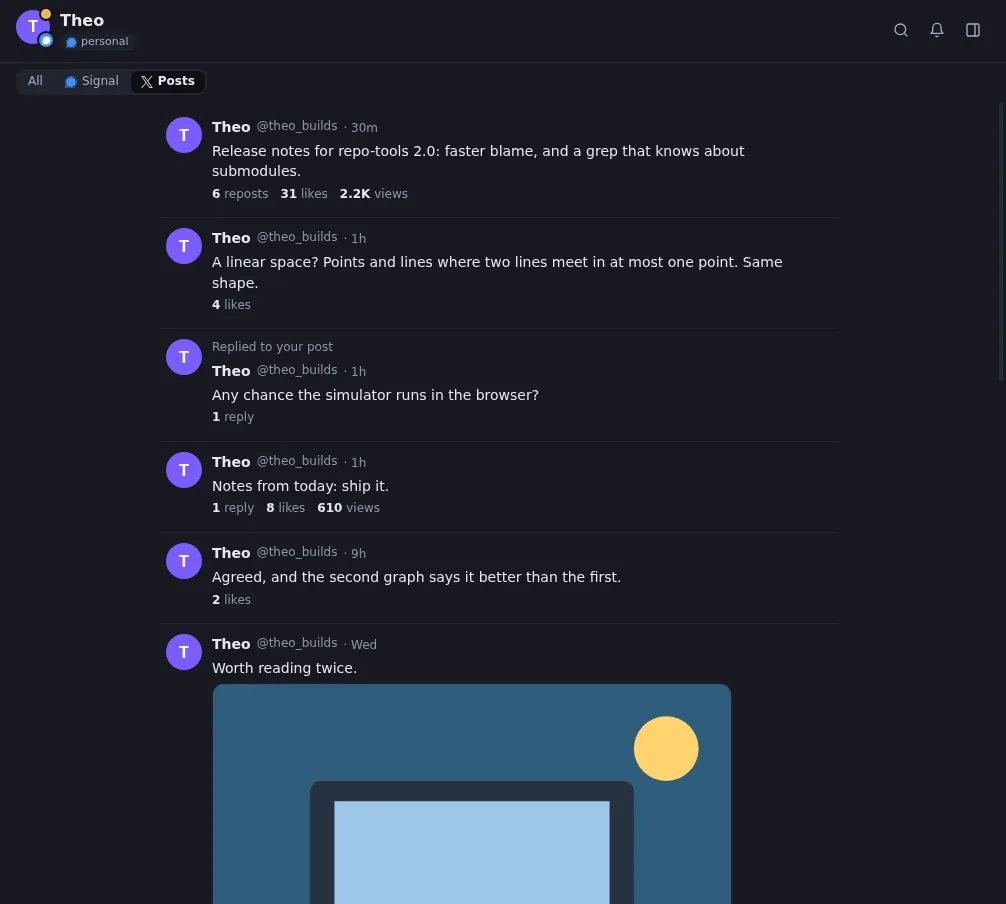 T
Theo
personal
All Signal Posts
T
Theo @theo_builds · 30m
Release notes for repo-tools 2.0: faster blame, and a grep that knows about
submodules.
6 reposts 31 likes 2.2K views
T
Theo @theo_builds · 1h
A linear space? Points and lines where two lines meet in at most one point. Same
shape.
4 likes
Replied to your post
T
Theo @theo_builds · 1h
Any chance the simulator runs in the browser?
1 reply
T
Theo @theo_builds · 1h
Notes from today: ship it.
1 reply 8 likes 610 views
T
Theo @theo_builds · 9h
Agreed, and the second graph says it better than the first.
2 likes
T
Theo @theo_builds · Wed
Worth reading twice.